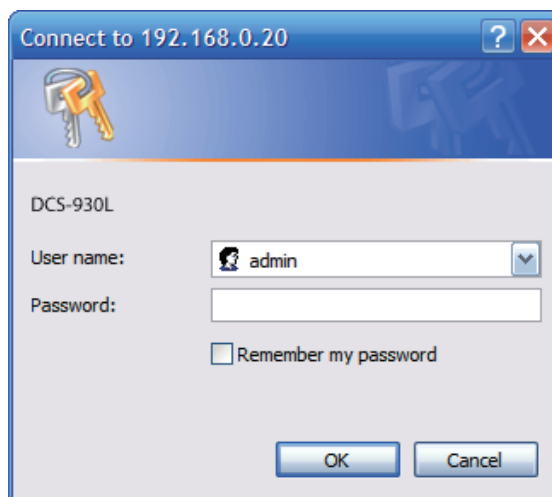 Connect to 192.168.0.20
DCS-930L
User name:
admin
Password:
Remember my password
OK
Cancel